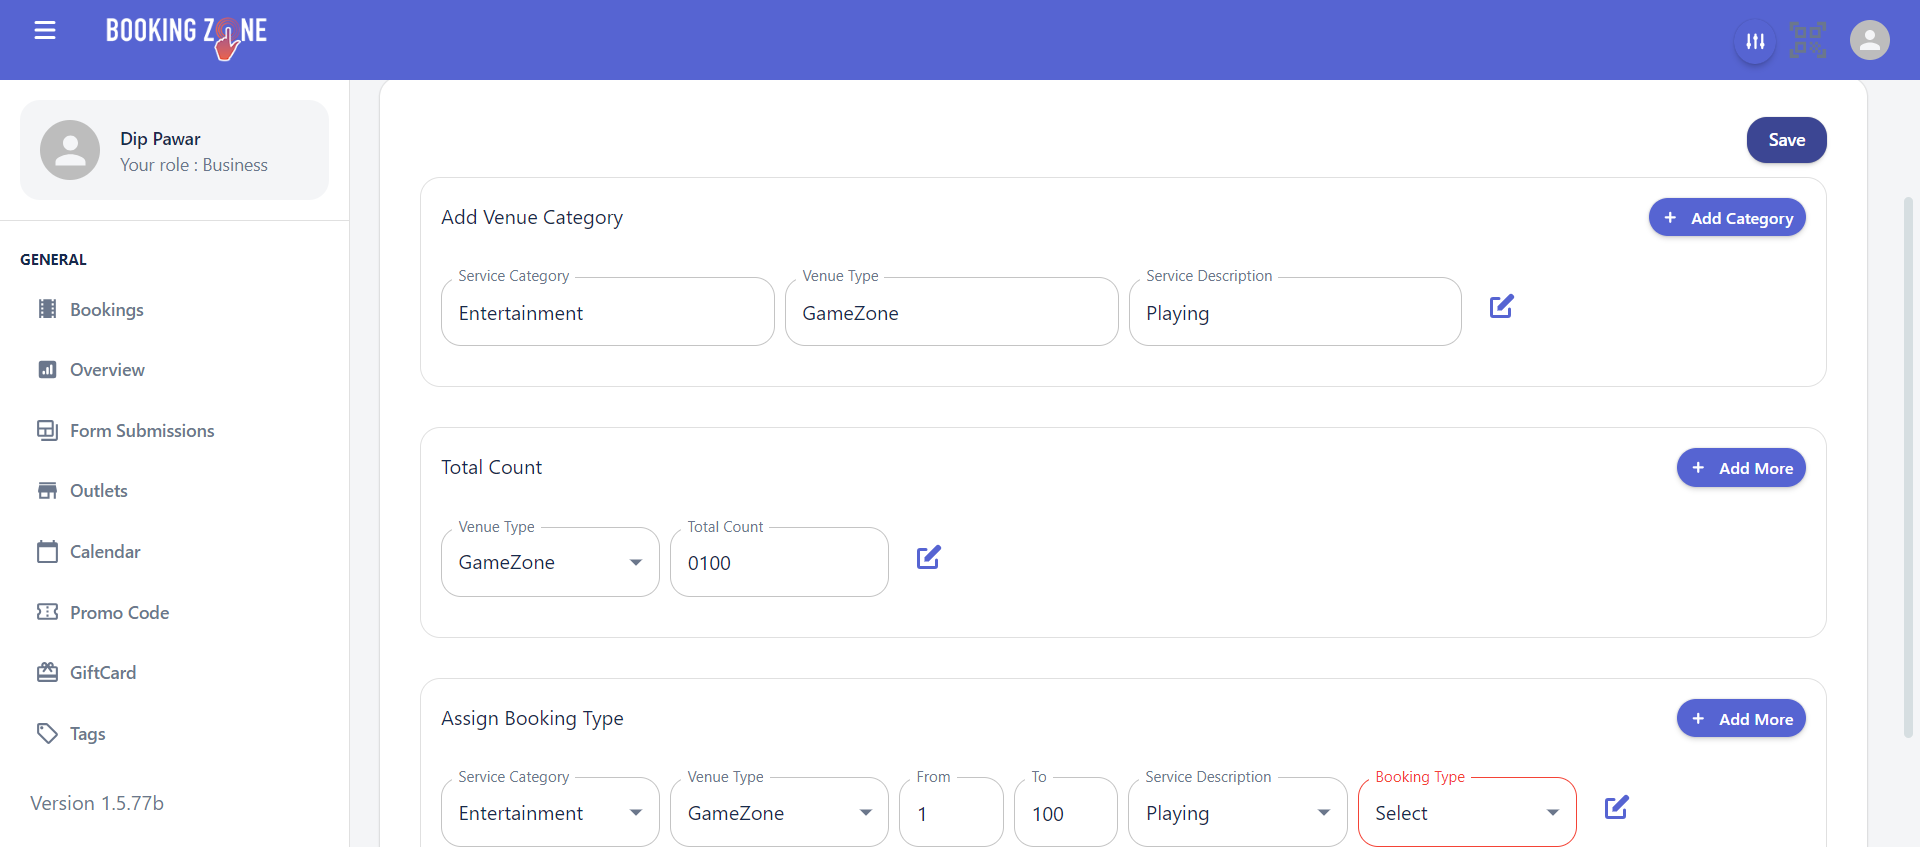 BOOKING ZONE
Dip Pawar
Your role : Business
GENERAL
Bookings
Overview
Form Submissions
Outlets
Calendar
Promo Code
GiftCard
Tags
Version 1.5.77b
Save
Add Venue Category
+ Add Category
Service Category
Entertainment
Venue Type
GameZone
Service Description
Playing
Total Count
+ Add More
Venue Type
GameZone
Total Count
0100
Assign Booking Type
+ Add More
Service Category
Entertainment
Venue Type
GameZone
From
1
To
100
Service Description
Playing
Booking Type
Select